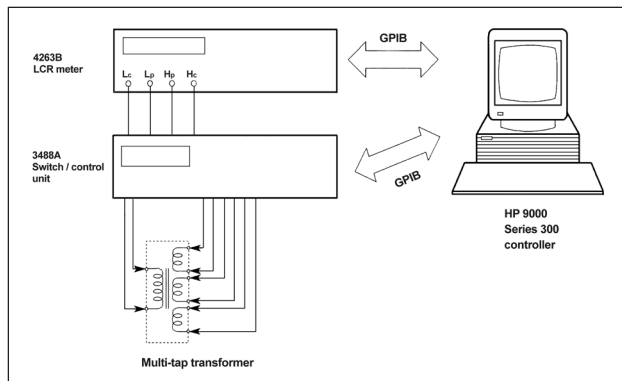 4263B
LCR meter
Lc Lp Hp Hc
GPIB
3488A
Switch / control
unit
GPIB
HP 9000
Series 300
controller
Multi-tap transformer